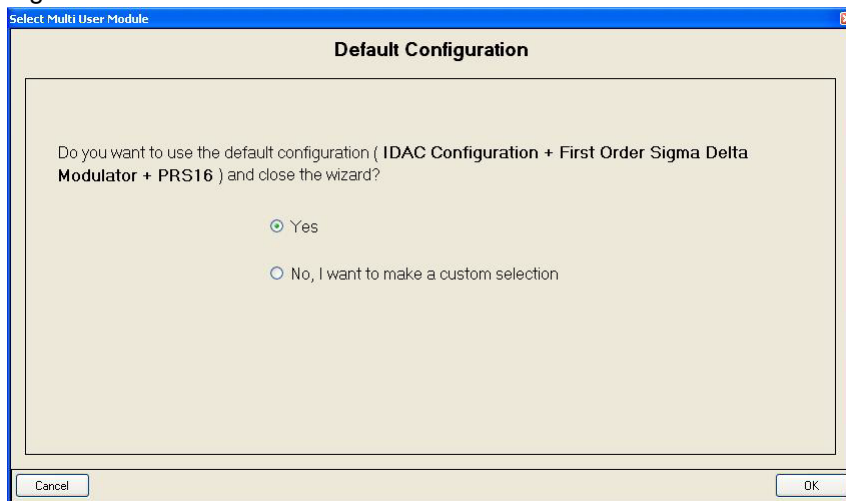 Select Multi User Module
Default Configuration
Do you want to use the default configuration ( IDAC Configuration + First Order Sigma Delta
Modulator + PRS16 ) and close the wizard?
Yes
No, I want to make a custom selection
Cancel
OK